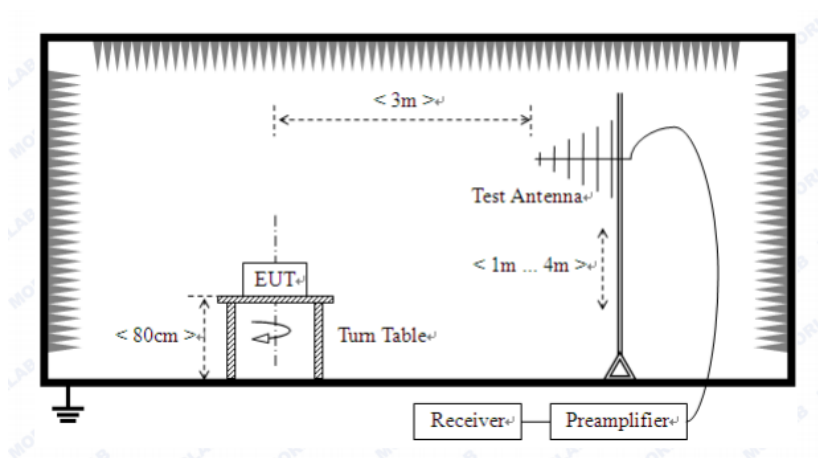 < 3m >↵
Test Antenna↵
< 1m ... 4m >↵
EUT↵
< 80cm >↵
Turn Table↵
Receiver↵
Preamplifier↵